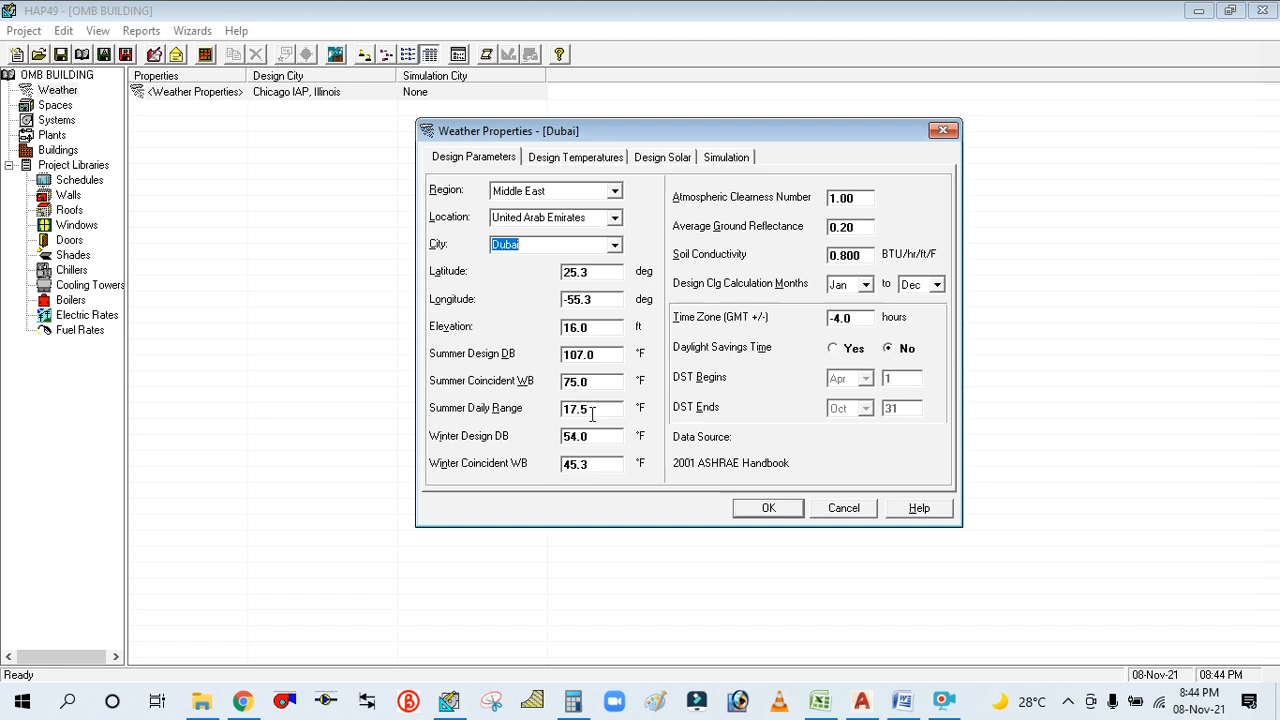 HAP49 - [OMB BUILDING]
Project Edit View Reports Wizards Help
OMB BUILDING
Weather
Spaces
Systems
Plants
Buildings
Project Libraries
Schedules
Walls
Roofs
Windows
Doors
Shades
Chillers
Cooling Towers
Boilers
Electric Rates
Fuel Rates
Properties Design City Simulation City
<Weather Properties> Chicago IAP, Illinois None
Weather Properties - [Dubai]
Design Parameters Design Temperatures Design Solar Simulation
Region: Middle East
Location: United Arab Emirates
City: Dubai
Latitude: 25.3 deg
Longitude: -55.3 deg
Elevation: 16.0 ft
Summer Design DB 107.0 °F
Summer Coincident WB 75.0 °F
Summer Daily Range 17.5 °F
Winter Design DB 54.0 °F
Winter Coincident WB 45.3 °F
Atmospheric Clearness Number 1.00
Average Ground Reflectance 0.20
Soil Conductivity 0.800 BTU/hr/ft/F
Design Clg Calculation Months Jan to Dec
Time Zone (GMT +/-) -4.0 hours
Daylight Savings Time Yes No
DST Begins Apr 1
DST Ends Oct 31
Data Source:
2001 ASHRAE Handbook
OK Cancel Help
Ready 08-Nov-21 08:44 PM
28°C 8:44 PM
08-Nov-21